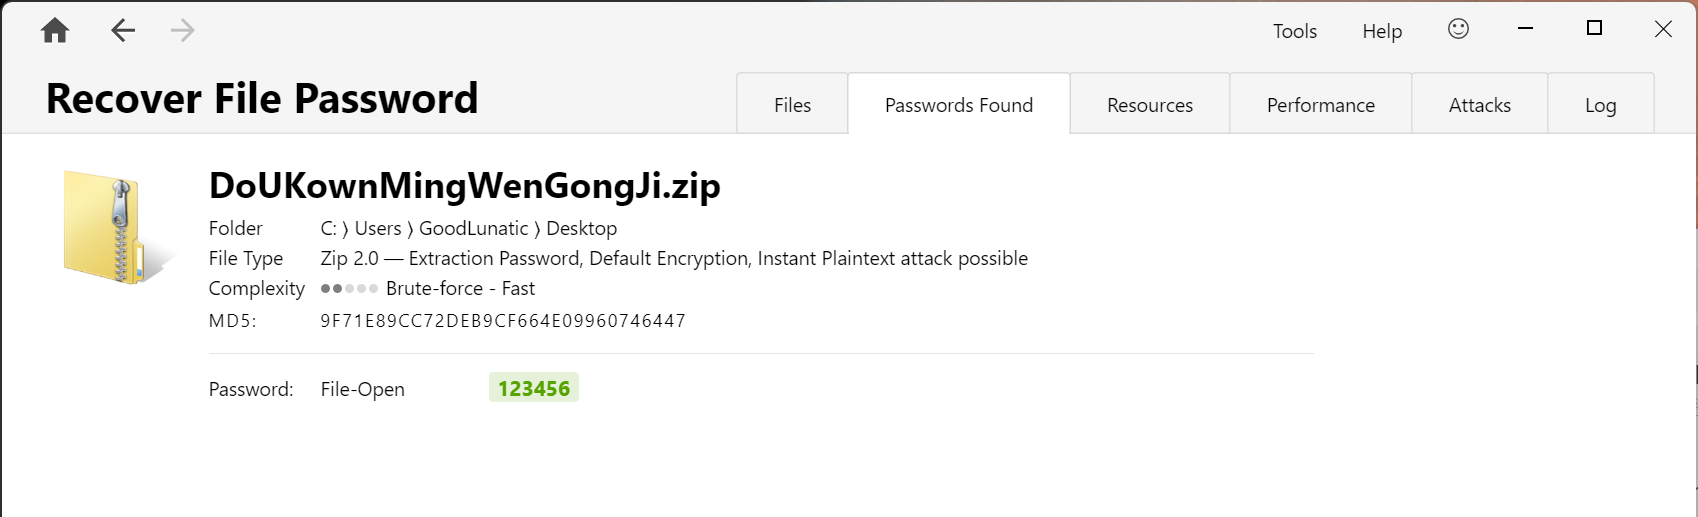 Tools Help
Recover File Password
Files Passwords Found Resources Performance Attacks Log
DoUKownMingWenGongJi.zip
Folder C: ⟩ Users ⟩ GoodLunatic ⟩ Desktop
File Type Zip 2.0 — Extraction Password, Default Encryption, Instant Plaintext attack possible
Complexity Brute-force - Fast
MD5: 9F71E89CC72DEB9CF664E09960746447
Password: File-Open 123456